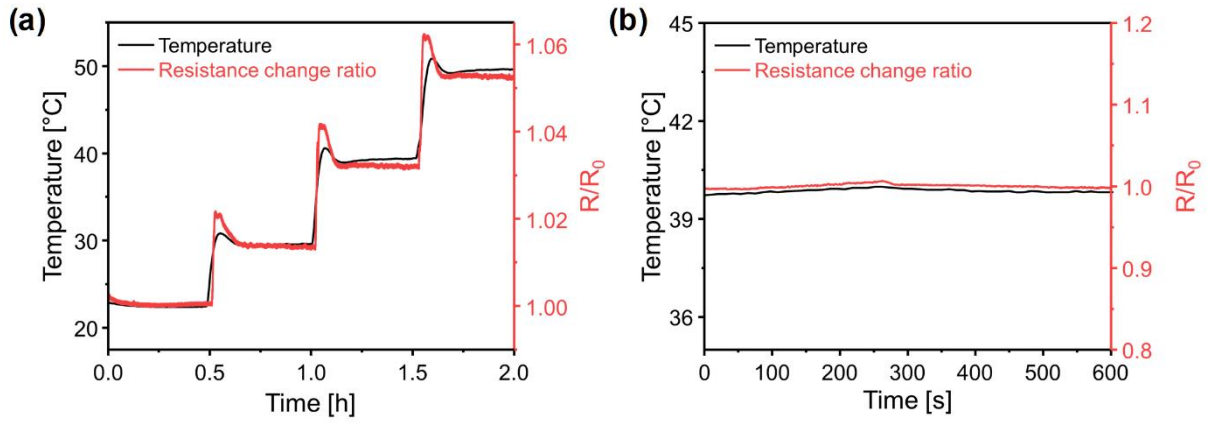 (a)
Temperature
Resistance change ratio
Temperature [°C]
50
40
30
20
1.06
1.04
1.02
1.00
R/R0
0.0 0.5 1.0 1.5 2.0
Time [h]
(b)
Temperature
Resistance change ratio
Temperature [°C]
45
42
39
36
1.2
1.1
1.0
0.9
0.8
R/R0
0 100 200 300 400 500 600
Time [s]